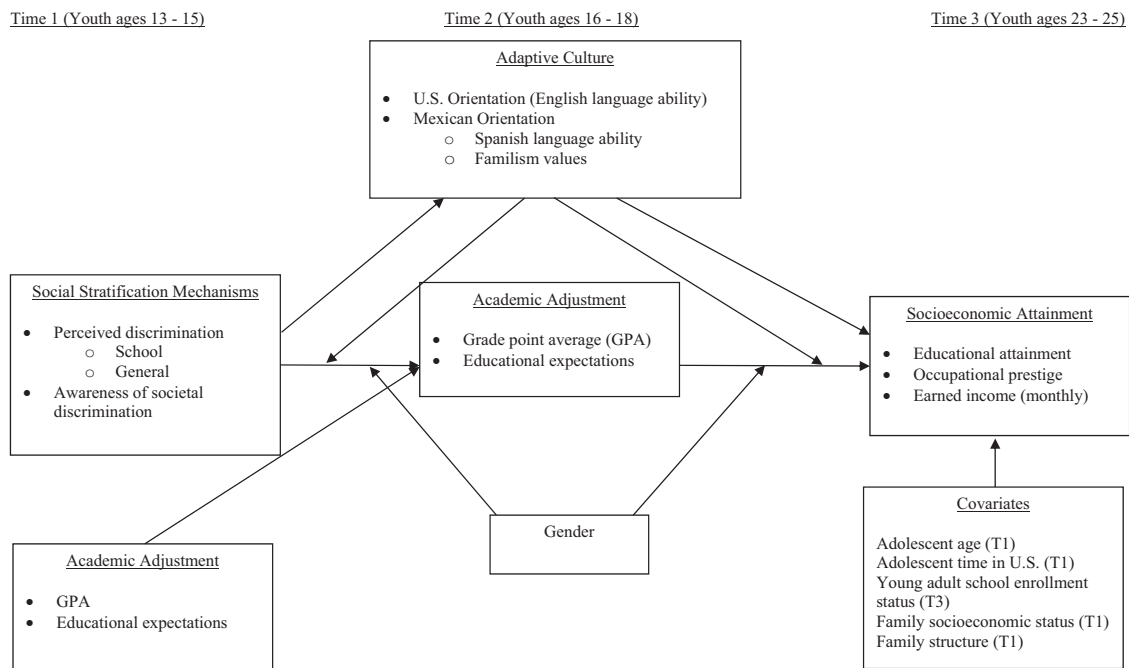 Time 1 (Youth ages 13 - 15)
Time 2 (Youth ages 16 - 18)
Time 3 (Youth ages 23 - 25)
Adaptive Culture
• U.S. Orientation (English language ability)
• Mexican Orientation
o Spanish language ability
o Familism values
Social Stratification Mechanisms
• Perceived discrimination
o School
o General
• Awareness of societal
discrimination
Academic Adjustment
• Grade point average (GPA)
• Educational expectations
Socioeconomic Attainment
• Educational attainment
• Occupational prestige
• Earned income (monthly)
Academic Adjustment
• GPA
• Educational expectations
Gender
Covariates
Adolescent age (T1)
Adolescent time in U.S. (T1)
Young adult school enrollment
status (T3)
Family socioeconomic status (T1)
Family structure (T1)